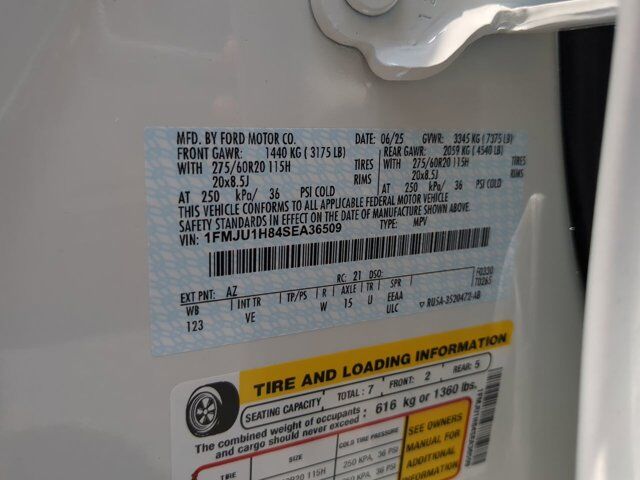 MFD. BY FORD MOTOR CO. 06/25 GVWR: 3345 KG (7375 LB)
FRONT GAWR: 1440 KG (3175 LB) REAR GAWR: 2059 KG (4540 LB)
WITH 275/60R20 115H TIRES WITH 275/60R20 115H TIRES
20x8.5J RIMS 20x8.5J RIMS
AT 250 kPa/ 36 PSI COLD AT 250 kPa/ 36 PSI COLD
THIS VEHICLE CONFORMS TO ALL APPLICABLE FEDERAL MOTOR VEHICLE
SAFETY STANDARDS IN EFFECT ON THE DATE OF MANUFACTURE SHOWN ABOVE.
VIN: 1FMJU1H84SEA36509 TYPE: MPV
EXT PNT: AZ RC: 21 DSO: F0330
WB INT TR TP/PS R AXLE TR SPR T0265
123 VE W 15 U EEAA
ULC ▽ RU5A-3520472-AB
TIRE AND LOADING INFORMATION
SEATING CAPACITY TOTAL: 7 FRONT: 2 REAR: 5
The combined weight of occupants and cargo should never exceed : 616 kg or 1360 lbs.
TIRE SIZE COLD TIRE PRESSURE
115H 250 KPA, 36 PSI
SEE OWNERS
MANUAL FOR
ADDITIONAL
INFORMATION